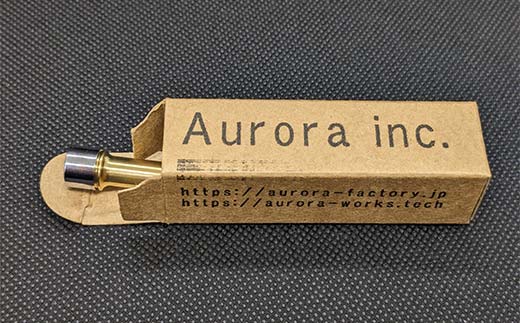 Aurora inc.
https://aurora-factory.jp
https://aurora-works.tech